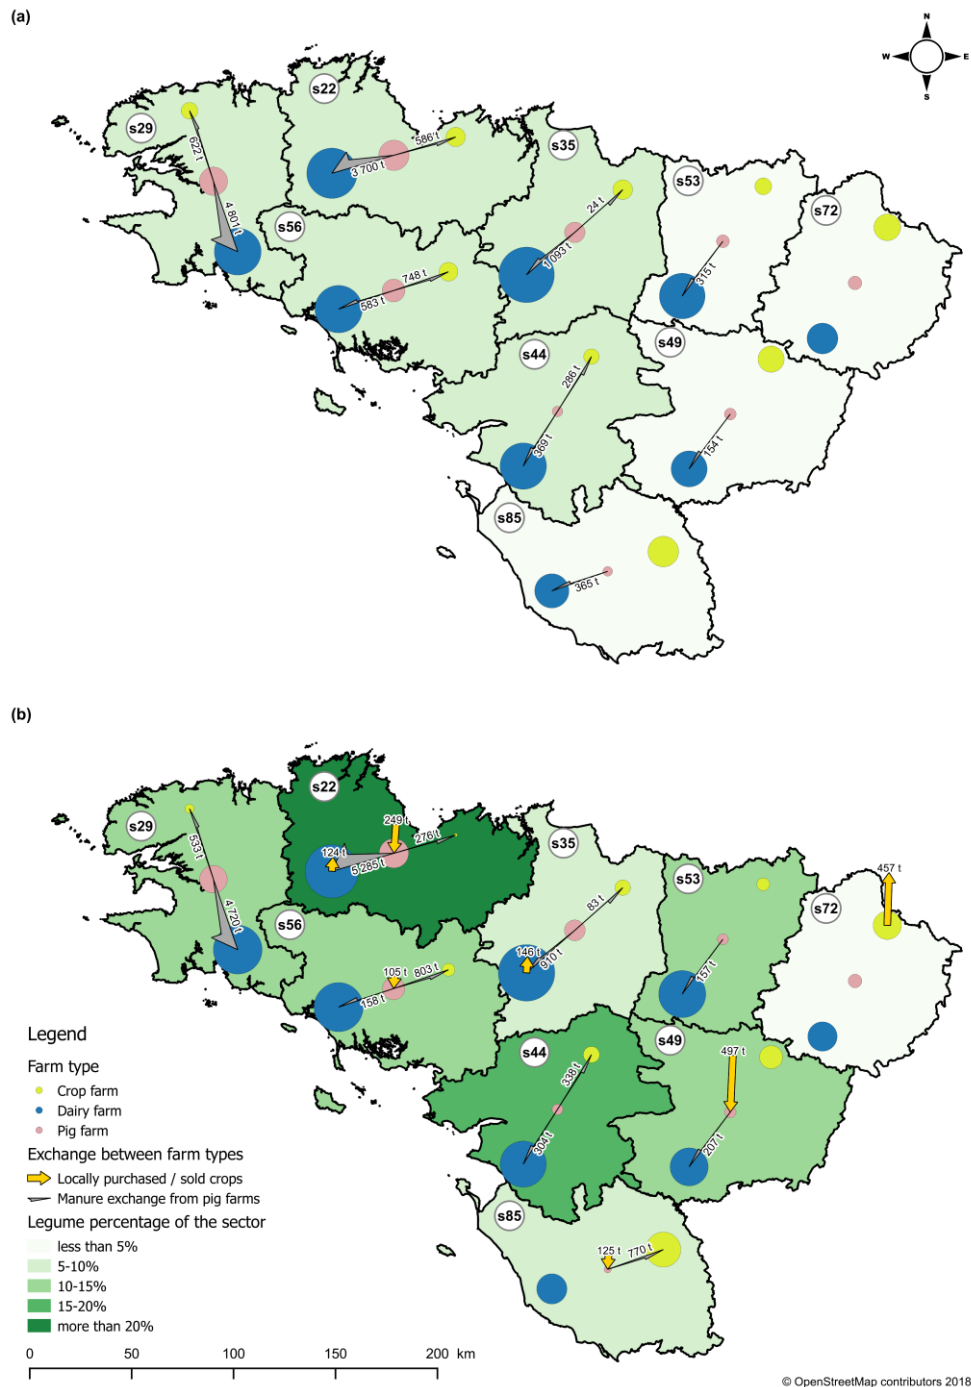 (a)
N
W E
S
s22
s29
s35
586 t
622 t
3 700 t
s53
s72
24 t
4 801 t
s56
1 093 t
748 t
315 t
583 t
s44
s49
286 t
369 t
154 t
s85
365 t
(b)
s22
s29
249 t
s35
276 t
533 t
124 t
5 285 t
s53
457 t
83 t
s72
4 720 t
s56
146 t
910 t
105 t
803 t
157 t
158 t
s44
s49
497 t
338 t
304 t
207 t
s85
125 t
770 t
Legend
Farm type
Crop farm
Dairy farm
Pig farm
Exchange between farm types
Locally purchased / sold crops
Manure exchange from pig farms
Legume percentage of the sector
less than 5%
5-10%
10-15%
15-20%
more than 20%
0 50 100 150 200 km
© OpenStreetMap contributors 2018